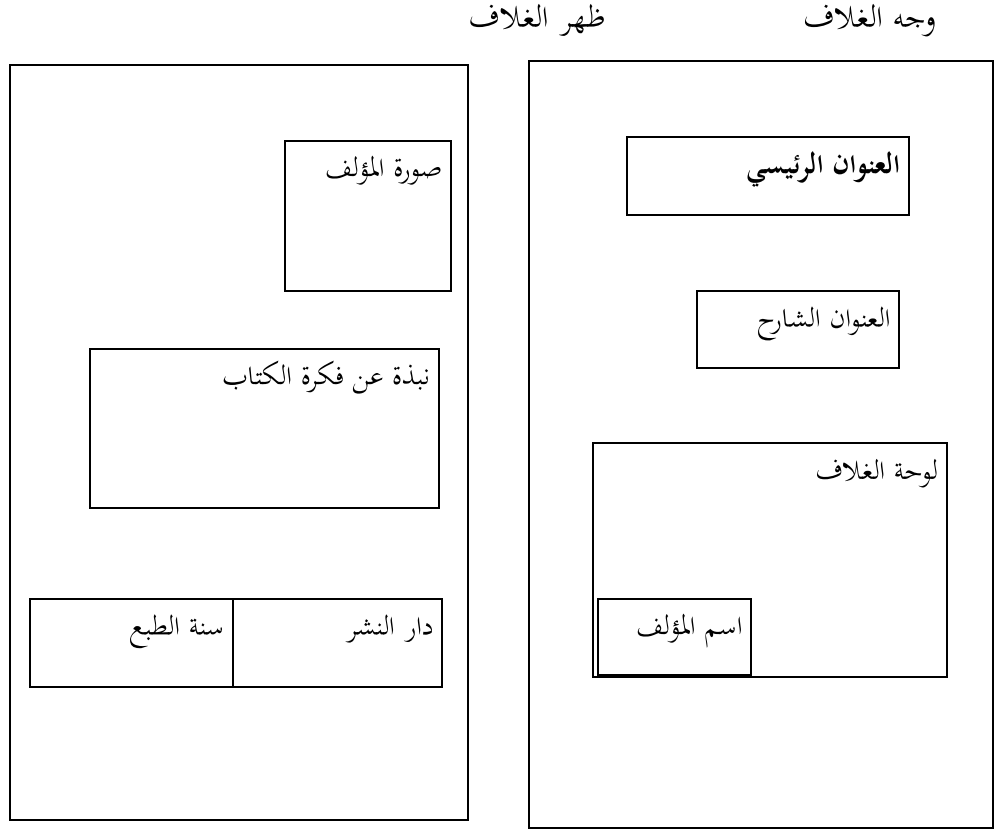 وجه الغلاف
ظهر الغلاف
العنوان الرئيسي
العنوان الشارح
لوحة الغلاف
اسم المؤلف
صورة المؤلف
نبذة عن فكرة الكتاب
دار النشر
سنة الطبع